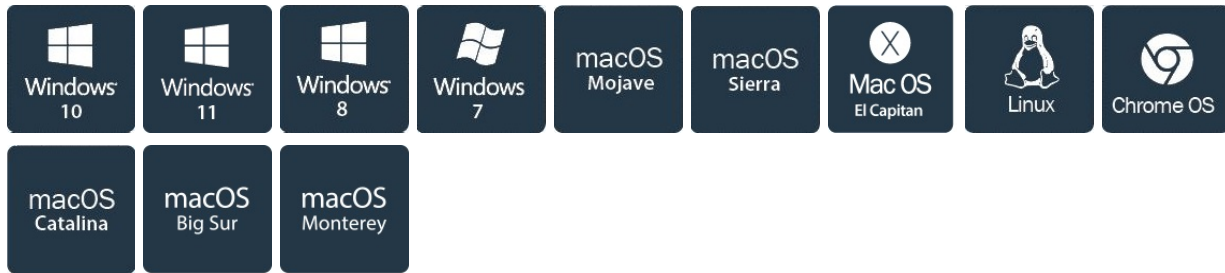 Windows
10
Windows
11
Windows
8
Windows
7
macOS
Mojave
macOS
Sierra
X
Mac OS
El Capitan
Linux
Chrome OS
macOS
Catalina
macOS
Big Sur
macOS
Monterey